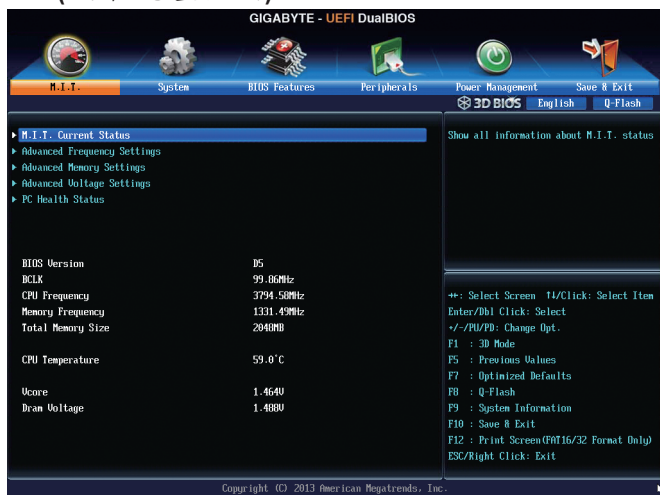 GIGABYTE - UEFI DualBIOS
M.I.T. System BIOS Features Peripherals Power Management Save & Exit
3D BIOS English Q-Flash
M.I.T. Current Status
Advanced Frequency Settings
Advanced Memory Settings
Advanced Voltage Settings
PC Health Status
BIOS Version D5
BCLK 99.86MHz
CPU Frequency 3794.58MHz
Memory Frequency 1331.49MHz
Total Memory Size 2048MB
CPU Temperature 59.0°C
Vcore 1.464V
Dram Voltage 1.488V
Show all information about M.I.T. status
→←: Select Screen ↑↓/Click: Select Item
Enter/Dbl Click: Select
+/-/PU/PD: Change Opt.
F1 : 3D Mode
F5 : Previous Values
F7 : Optimized Defaults
F8 : Q-Flash
F9 : System Information
F10 : Save & Exit
F12 : Print Screen(FAT16/32 Format Only)
ESC/Right Click: Exit
Copyright (C) 2013 American Megatrends, Inc.